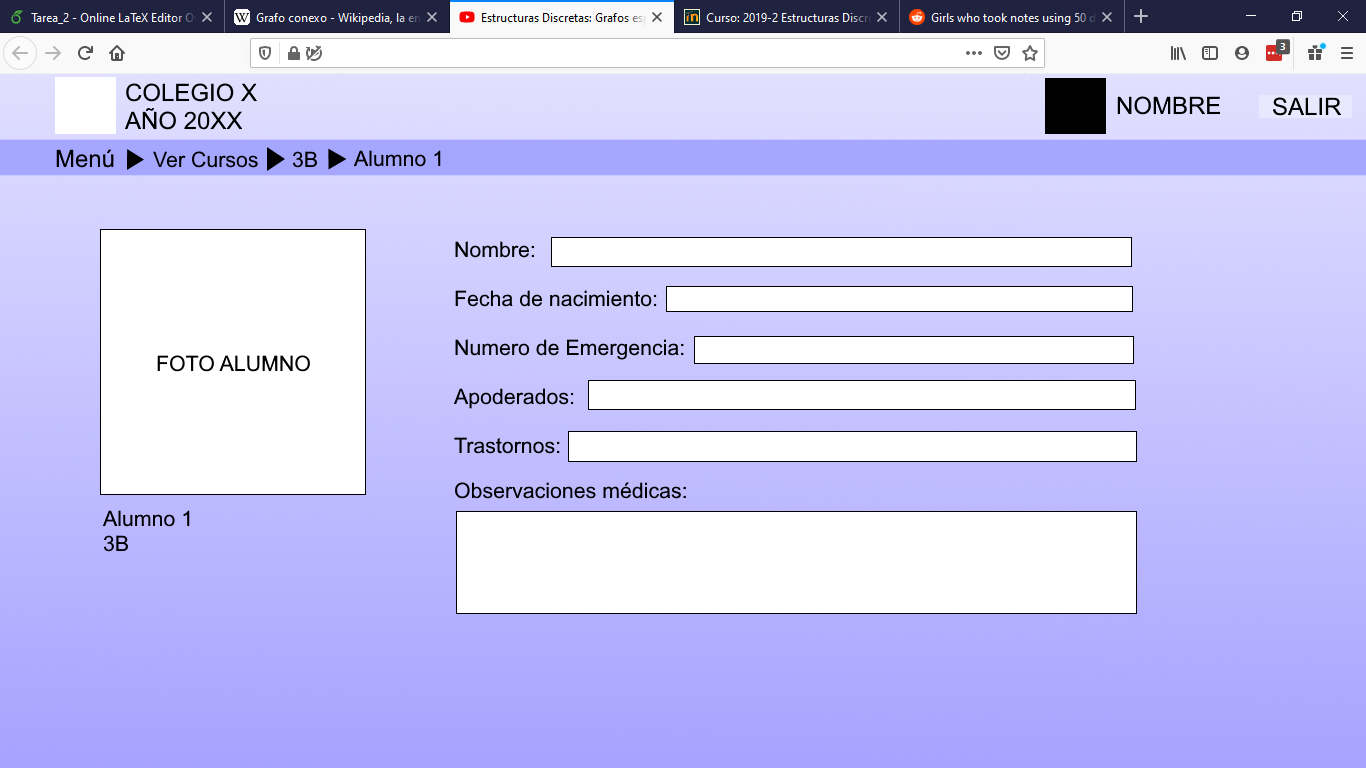 Tarea_2 - Online LaTeX Editor O
Grafo conexo - Wikipedia, la en
Estructuras Discretas: Grafos es
Curso: 2019-2 Estructuras Discre
Girls who took notes using 50 d
3
COLEGIO X
AÑO 20XX
NOMBRE
SALIR
Menú ▶ Ver Cursos ▶ 3B ▶ Alumno 1
FOTO ALUMNO
Alumno 1
3B
Nombre:
Fecha de nacimiento:
Numero de Emergencia:
Apoderados:
Trastornos:
Observaciones médicas: